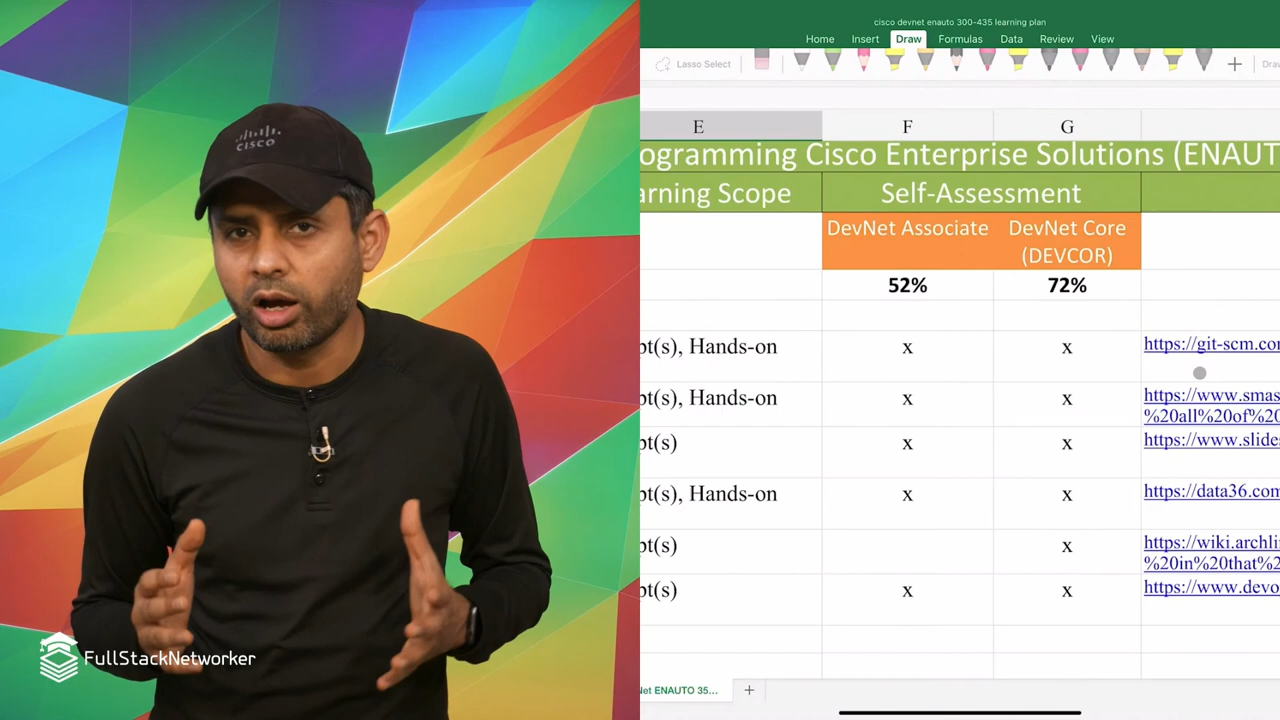 CISCO
FullStackNetworker
cisco devnet enauto 300-435 learning plan
Home Insert Draw Formulas Data Review View
Lasso Select
E F G
ogramming Cisco Enterprise Solutions (ENAUT
arning Scope Self-Assessment
DevNet Associate DevNet Core
(DEVCOR)
52% 72%
pt(s), Hands-on x x https://git-scm.co
pt(s), Hands-on x x https://www.smas
%20all%20of%20
pt(s) x x https://www.slide
pt(s), Hands-on x x https://data36.com
pt(s) x https://wiki.archli
%20in%20that%2
pt(s) x x https://www.devo
Net ENAUTO 35...